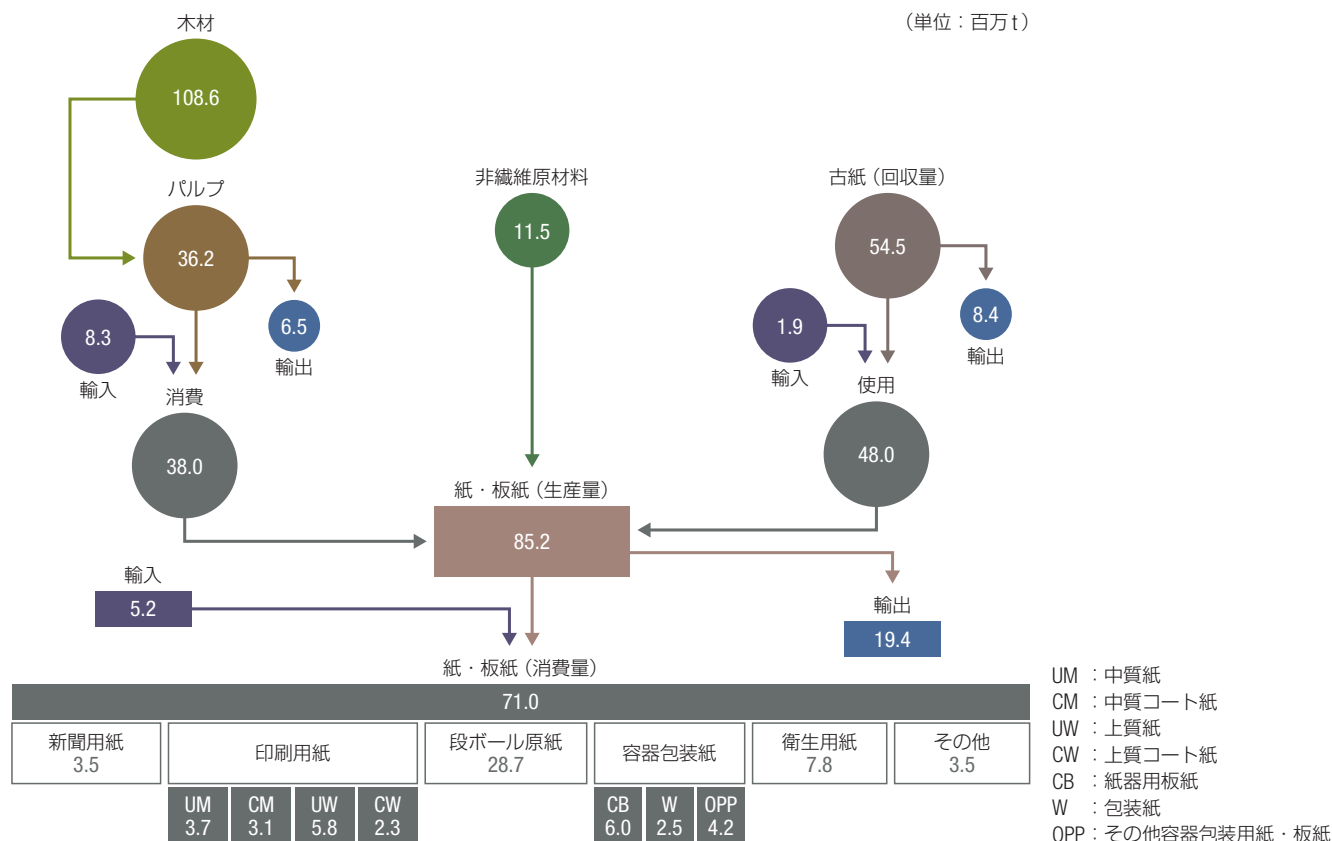 木材
(単位：百万t)
108.6
パルプ
非繊維原材料
古紙（回収量）
36.2
11.5
54.5
8.3
6.5
1.9
8.4
輸入
輸出
輸入
輸出
消費
使用
38.0
48.0
紙・板紙（生産量）
85.2
輸入
5.2
輸出
19.4
紙・板紙（消費量）
71.0
新聞用紙
3.5
印刷用紙
段ボール原紙
28.7
容器包装紙
衛生用紙
7.8
その他
3.5
UM
3.7
CM
3.1
UW
5.8
CW
2.3
CB
6.0
W
2.5
OPP
4.2
UM：中質紙
CM：中質コート紙
UW：上質紙
CW：上質コート紙
CB：紙器用板紙
W：包装紙
OPP：その他容器包装用紙・板紙